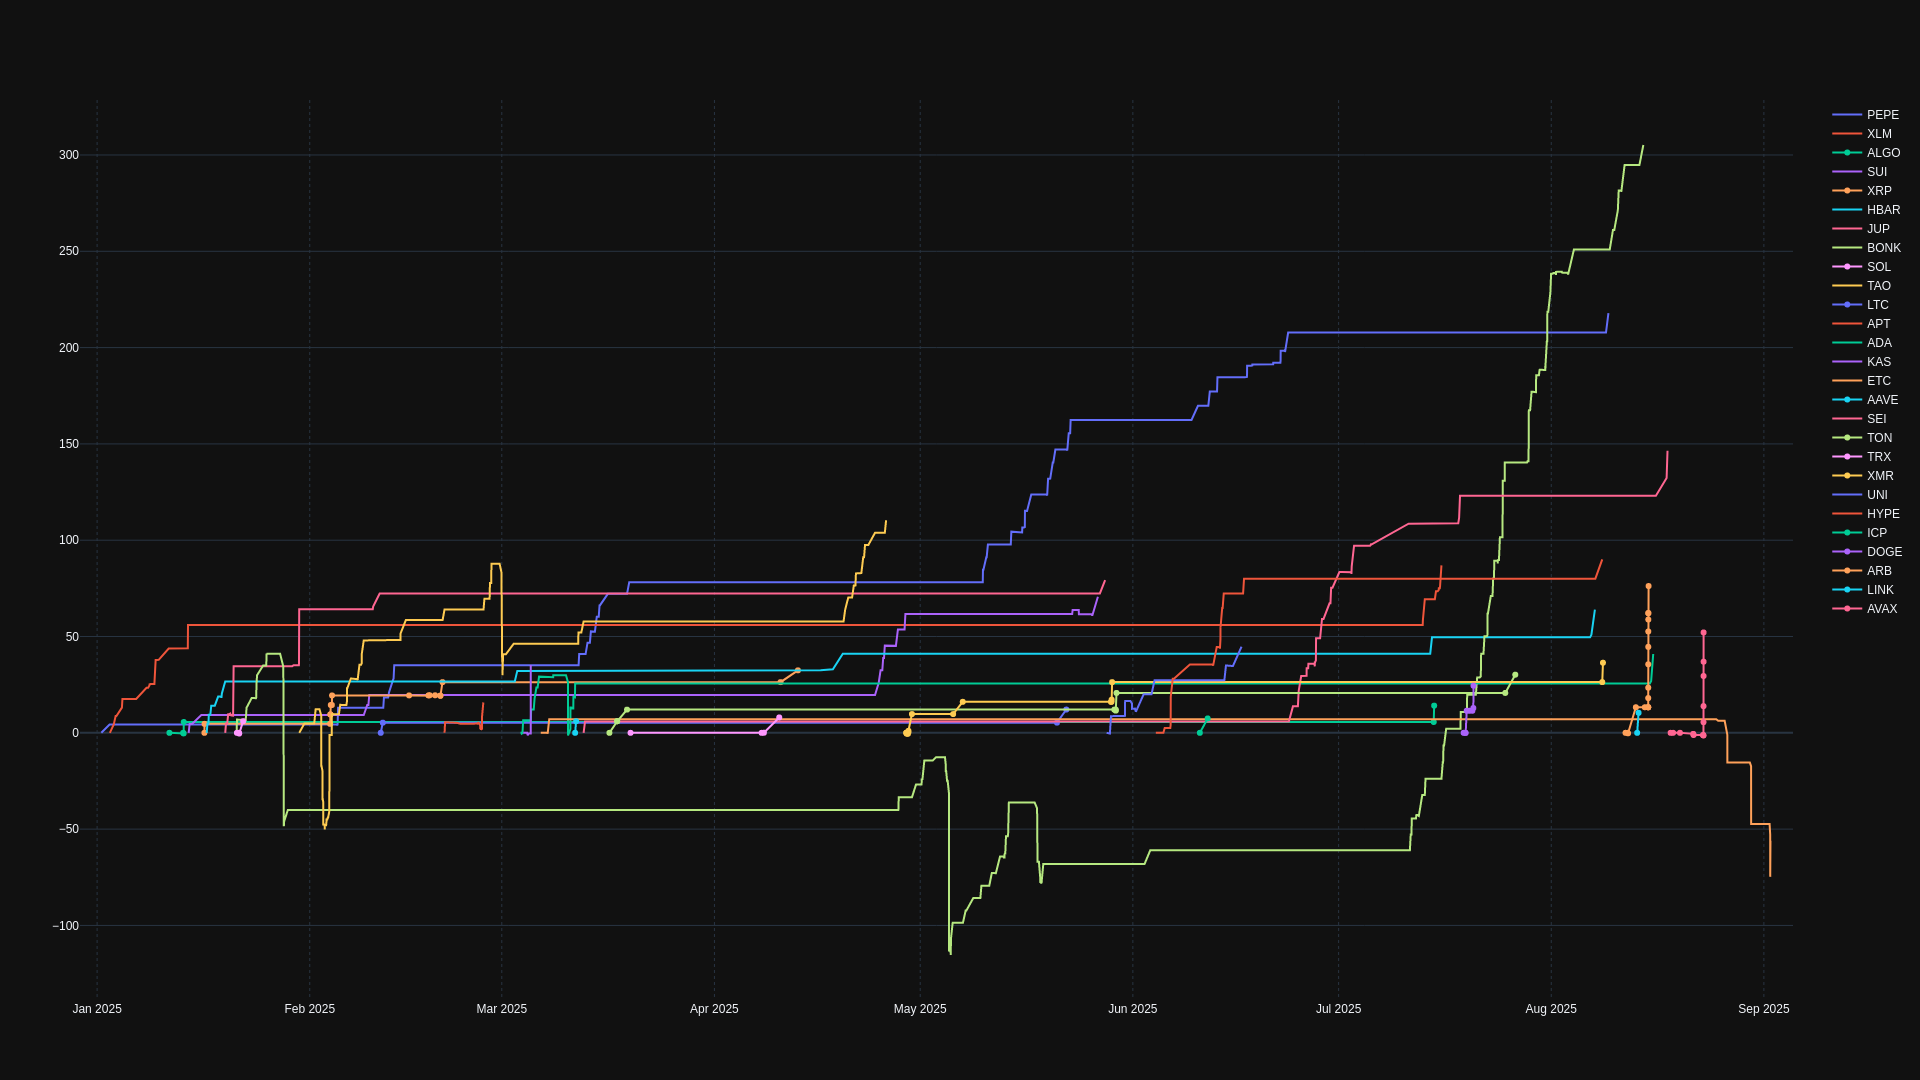 300
250
200
150
100
50
0
−50
−100
Jan 2025 Feb 2025 Mar 2025 Apr 2025 May 2025 Jun 2025 Jul 2025 Aug 2025 Sep 2025
PEPE
XLM
ALGO
SUI
XRP
HBAR
JUP
BONK
SOL
TAO
LTC
APT
ADA
KAS
ETC
AAVE
SEI
TON
TRX
XMR
UNI
HYPE
ICP
DOGE
ARB
LINK
AVAX